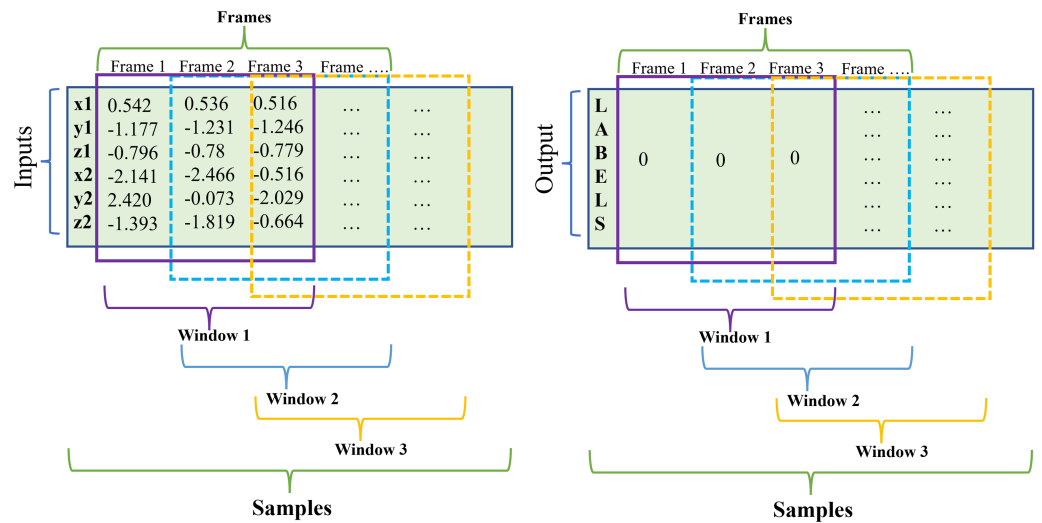 Frames
Frame 1 Frame 2 Frame 3 Frame ….
Inputs
x1 0.542 0.536 0.516 … …
y1 -1.177 -1.231 -1.246 … …
z1 -0.796 -0.78 -0.779 … …
x2 -2.141 -2.466 -0.516 … …
y2 2.420 -0.073 -2.029 … …
z2 -1.393 -1.819 -0.664 … …
Window 1
Window 2
Window 3
Samples
Frames
Frame 1 Frame 2 Frame 3 Frame ….
Output
L … …
A … …
B 0 0 0 … …
E … …
L … …
S … …
Window 1
Window 2
Window 3
Samples